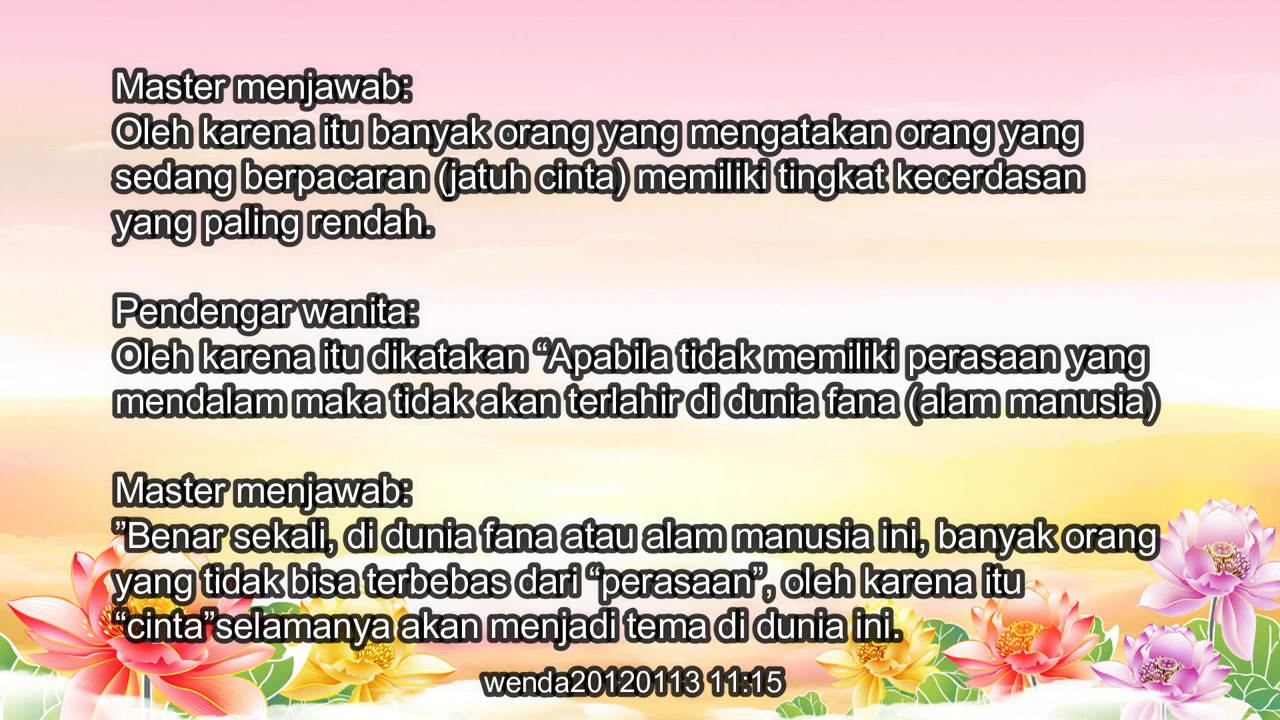 Master menjawab:
Oleh karena itu banyak orang yang mengatakan orang yang
sedang berpacaran (jatuh cinta) memiliki tingkat kecerdasan
yang paling rendah.
Pendengar wanita:
Oleh karena itu dikatakan “Apabila tidak memiliki perasaan yang
mendalam maka tidak akan terlahir di dunia fana (alam manusia)
Master menjawab:
”Benar sekali, di dunia fana atau alam manusia ini, banyak orang
yang tidak bisa terbebas dari “perasaan”, oleh karena itu
“cinta”selamanya akan menjadi tema di dunia ini.
wenda20120113 11:15